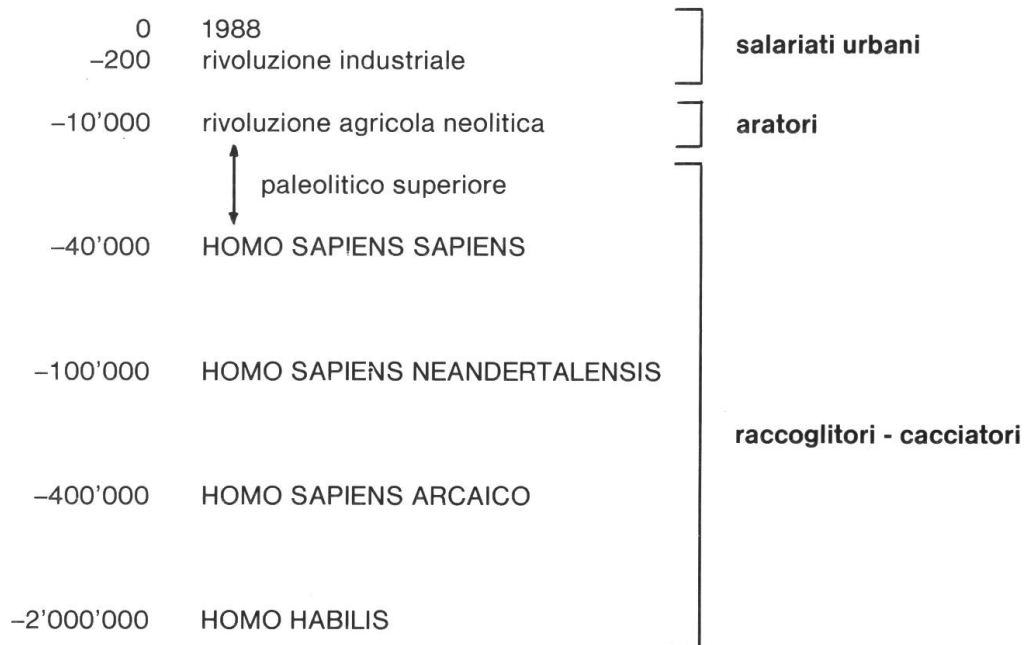 0 1988
-200 rivoluzione industriale
salariati urbani
-10'000 rivoluzione agricola neolitica
aratori
paleolitico superiore
-40'000 HOMO SAPIENS SAPIENS
-100'000 HOMO SAPIENS NEANDERTALENSIS
raccoglitori - cacciatori
-400'000 HOMO SAPIENS ARCAICO
-2'000'000 HOMO HABILIS